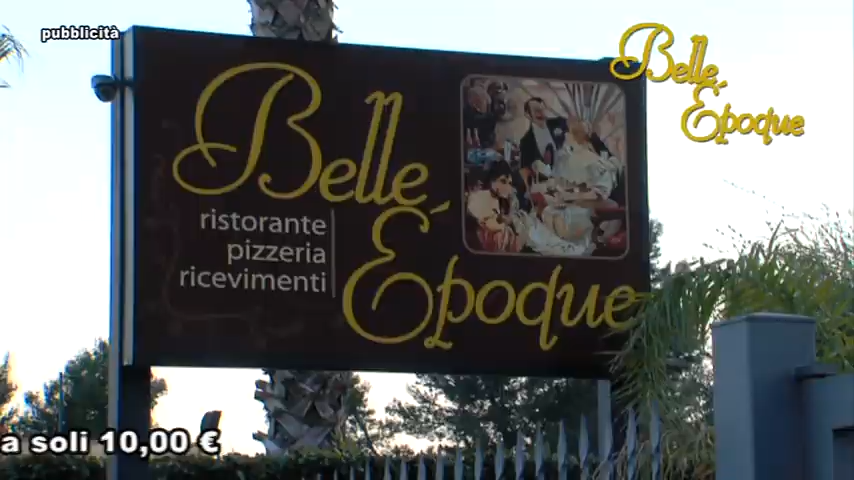 pubblicità
Belle
Époque
Belle
ristorante
pizzeria
ricevimenti
Époque
a soli 10,00 €